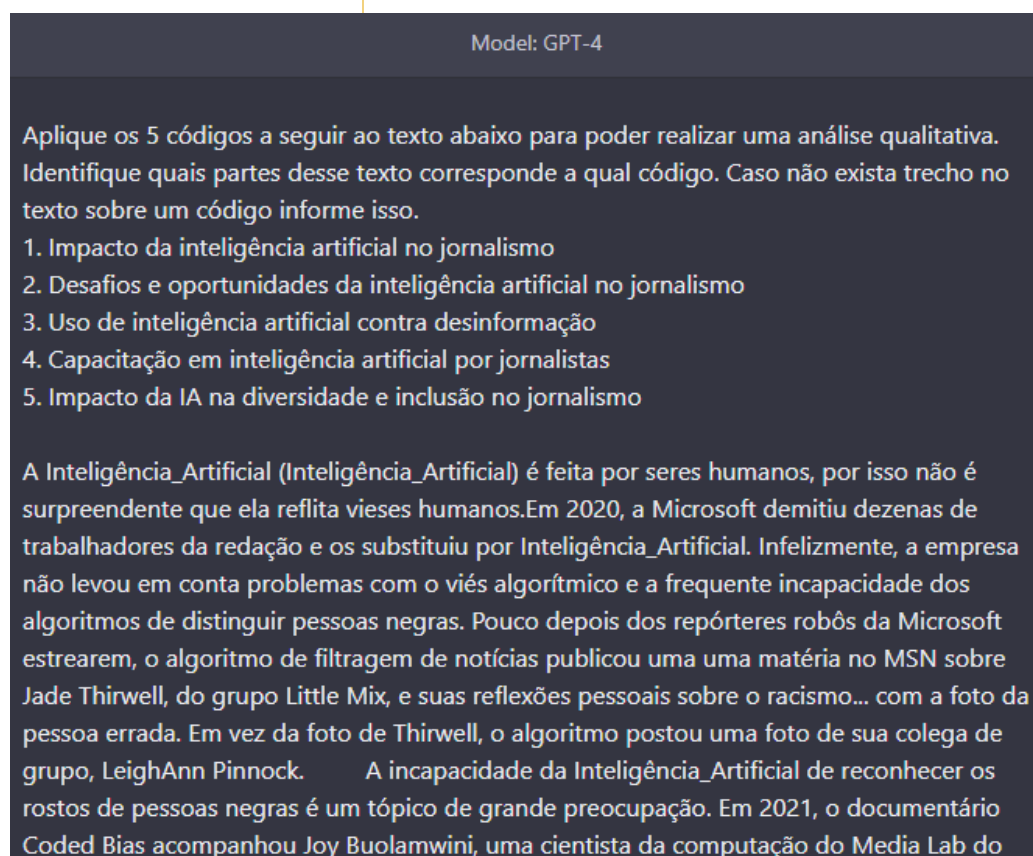 Model: GPT-4
Aplique os 5 códigos a seguir ao texto abaixo para poder realizar uma análise qualitativa.
Identifique quais partes desse texto corresponde a qual código. Caso não exista trecho no
texto sobre um código informe isso.
1. Impacto da inteligência artificial no jornalismo
2. Desafios e oportunidades da inteligência artificial no jornalismo
3. Uso de inteligência artificial contra desinformação
4. Capacitação em inteligência artificial por jornalistas
5. Impacto da IA na diversidade e inclusão no jornalismo
A Inteligência_Artificial (Inteligência_Artificial) é feita por seres humanos, por isso não é
surpreendente que ela reflita vieses humanos.Em 2020, a Microsoft demitiu dezenas de
trabalhadores da redação e os substituiu por Inteligência_Artificial. Infelizmente, a empresa
não levou em conta problemas com o viés algorítmico e a frequente incapacidade dos
algoritmos de distinguir pessoas negras. Pouco depois dos repórteres robôs da Microsoft
estrearem, o algoritmo de filtragem de notícias publicou uma uma matéria no MSN sobre
Jade Thirwell, do grupo Little Mix, e suas reflexões pessoais sobre o racismo... com a foto da
pessoa errada. Em vez da foto de Thirwell, o algoritmo postou uma foto de sua colega de
grupo, LeighAnn Pinnock. A incapacidade da Inteligência_Artificial de reconhecer os
rostos de pessoas negras é um tópico de grande preocupação. Em 2021, o documentário
Coded Bias acompanhou Joy Buolamwini, uma cientista da computação do Media Lab do